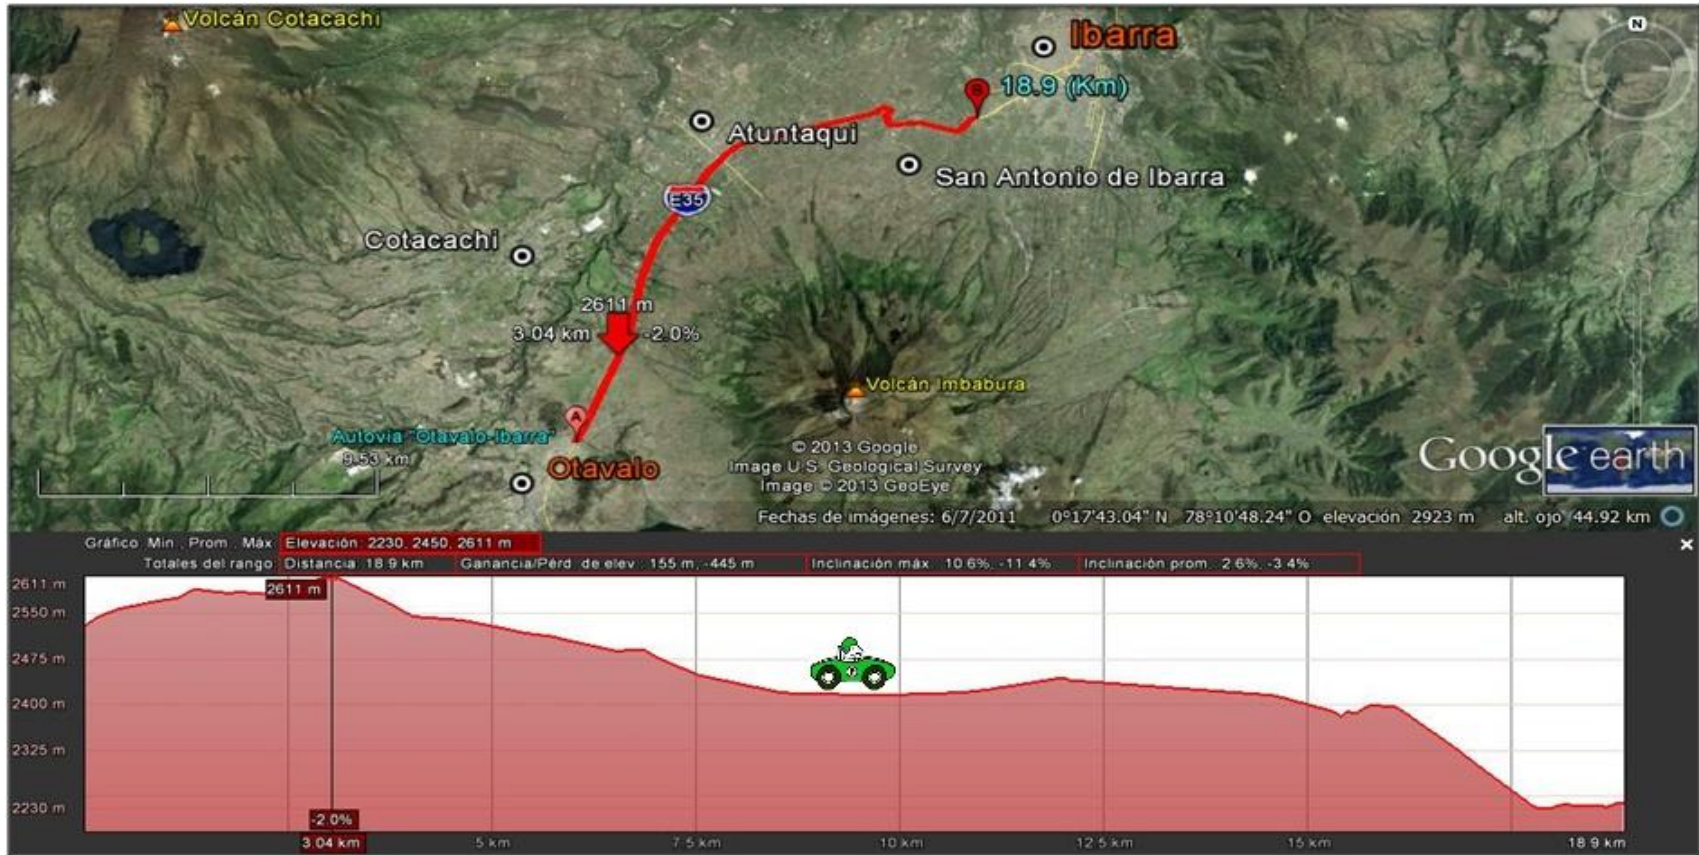 Volcán Cotacachi
Ibarra
N
B
18.9 (Km)
Atuntaqui
San Antonio de Ibarra
E35
Cotacachi
2611 m
3.04 km
-2.0%
Volcán Imbabura
A
Autovía "Otavalo-Ibarra"
9.53 km
Otavalo
© 2013 Google
Image U.S. Geological Survey
Image © 2013 GeoEye
Google earth
Fechas de imágenes: 6/7/2011 0°17'43.04" N 78°10'48.24" O elevación 2923 m alt. ojo 44.92 km
Gráfico Min., Prom., Máx Elevación: 2230, 2450, 2611 m
Totales del rango: Distancia: 18.9 km Ganancia/Pérd. de elev.: 155 m, -445 m Inclinación máx.: 10.6%, -11.4% Inclinación prom.: 2.6%, -3.4%
2611 m
2611 m
2550 m
2475 m
2400 m
2325 m
2230 m
-2.0%
3.04 km
5 km
7.5 km
10 km
12.5 km
15 km
18.9 km